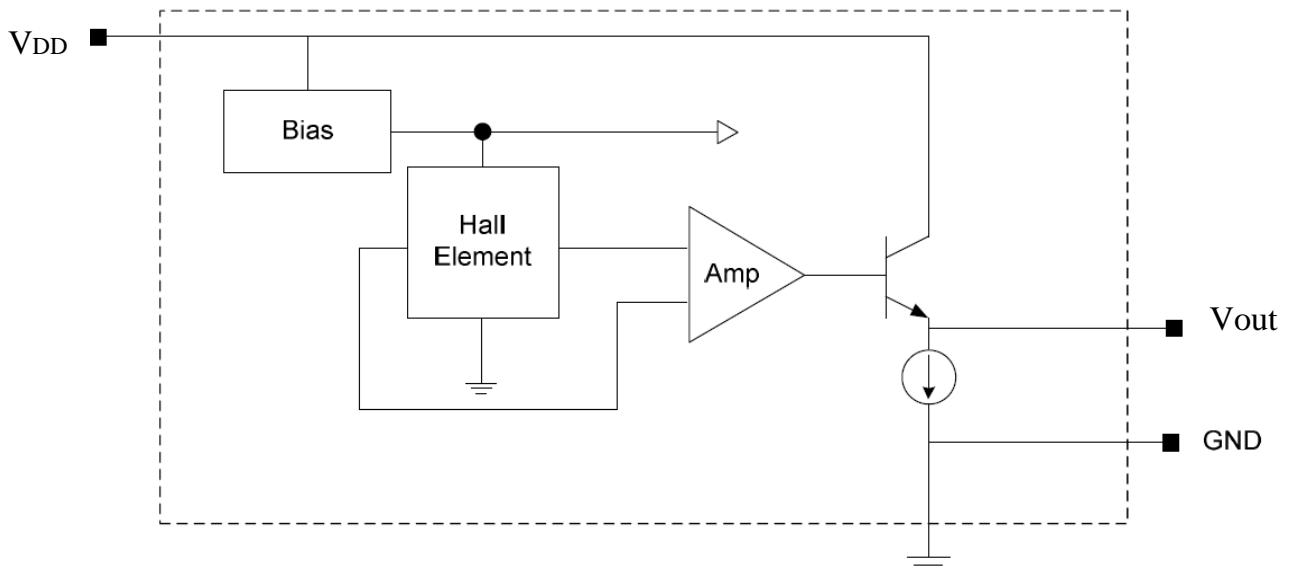 VDD
Bias
Hall
Element
Amp
Vout
GND